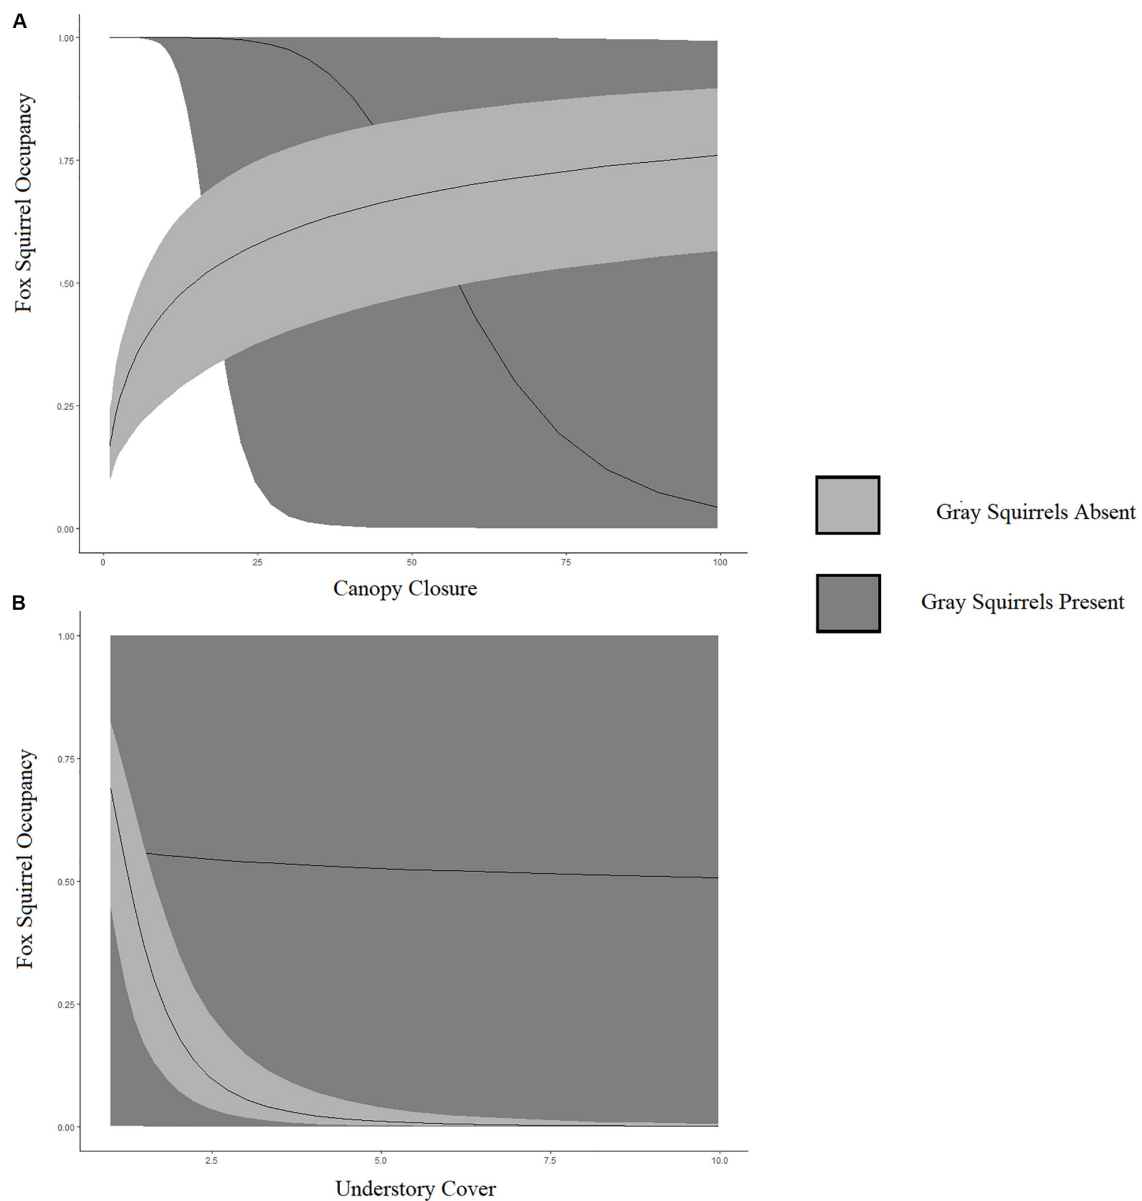 A
Fox Squirrel Occupancy
1.00
0.75
0.50
0.25
0.00
0
25
50
75
100
Canopy Closure
Gray Squirrels Absent
Gray Squirrels Present
B
Fox Squirrel Occupancy
1.00
0.75
0.50
0.25
0.00
2.5
5.0
7.5
10.0
Understory Cover